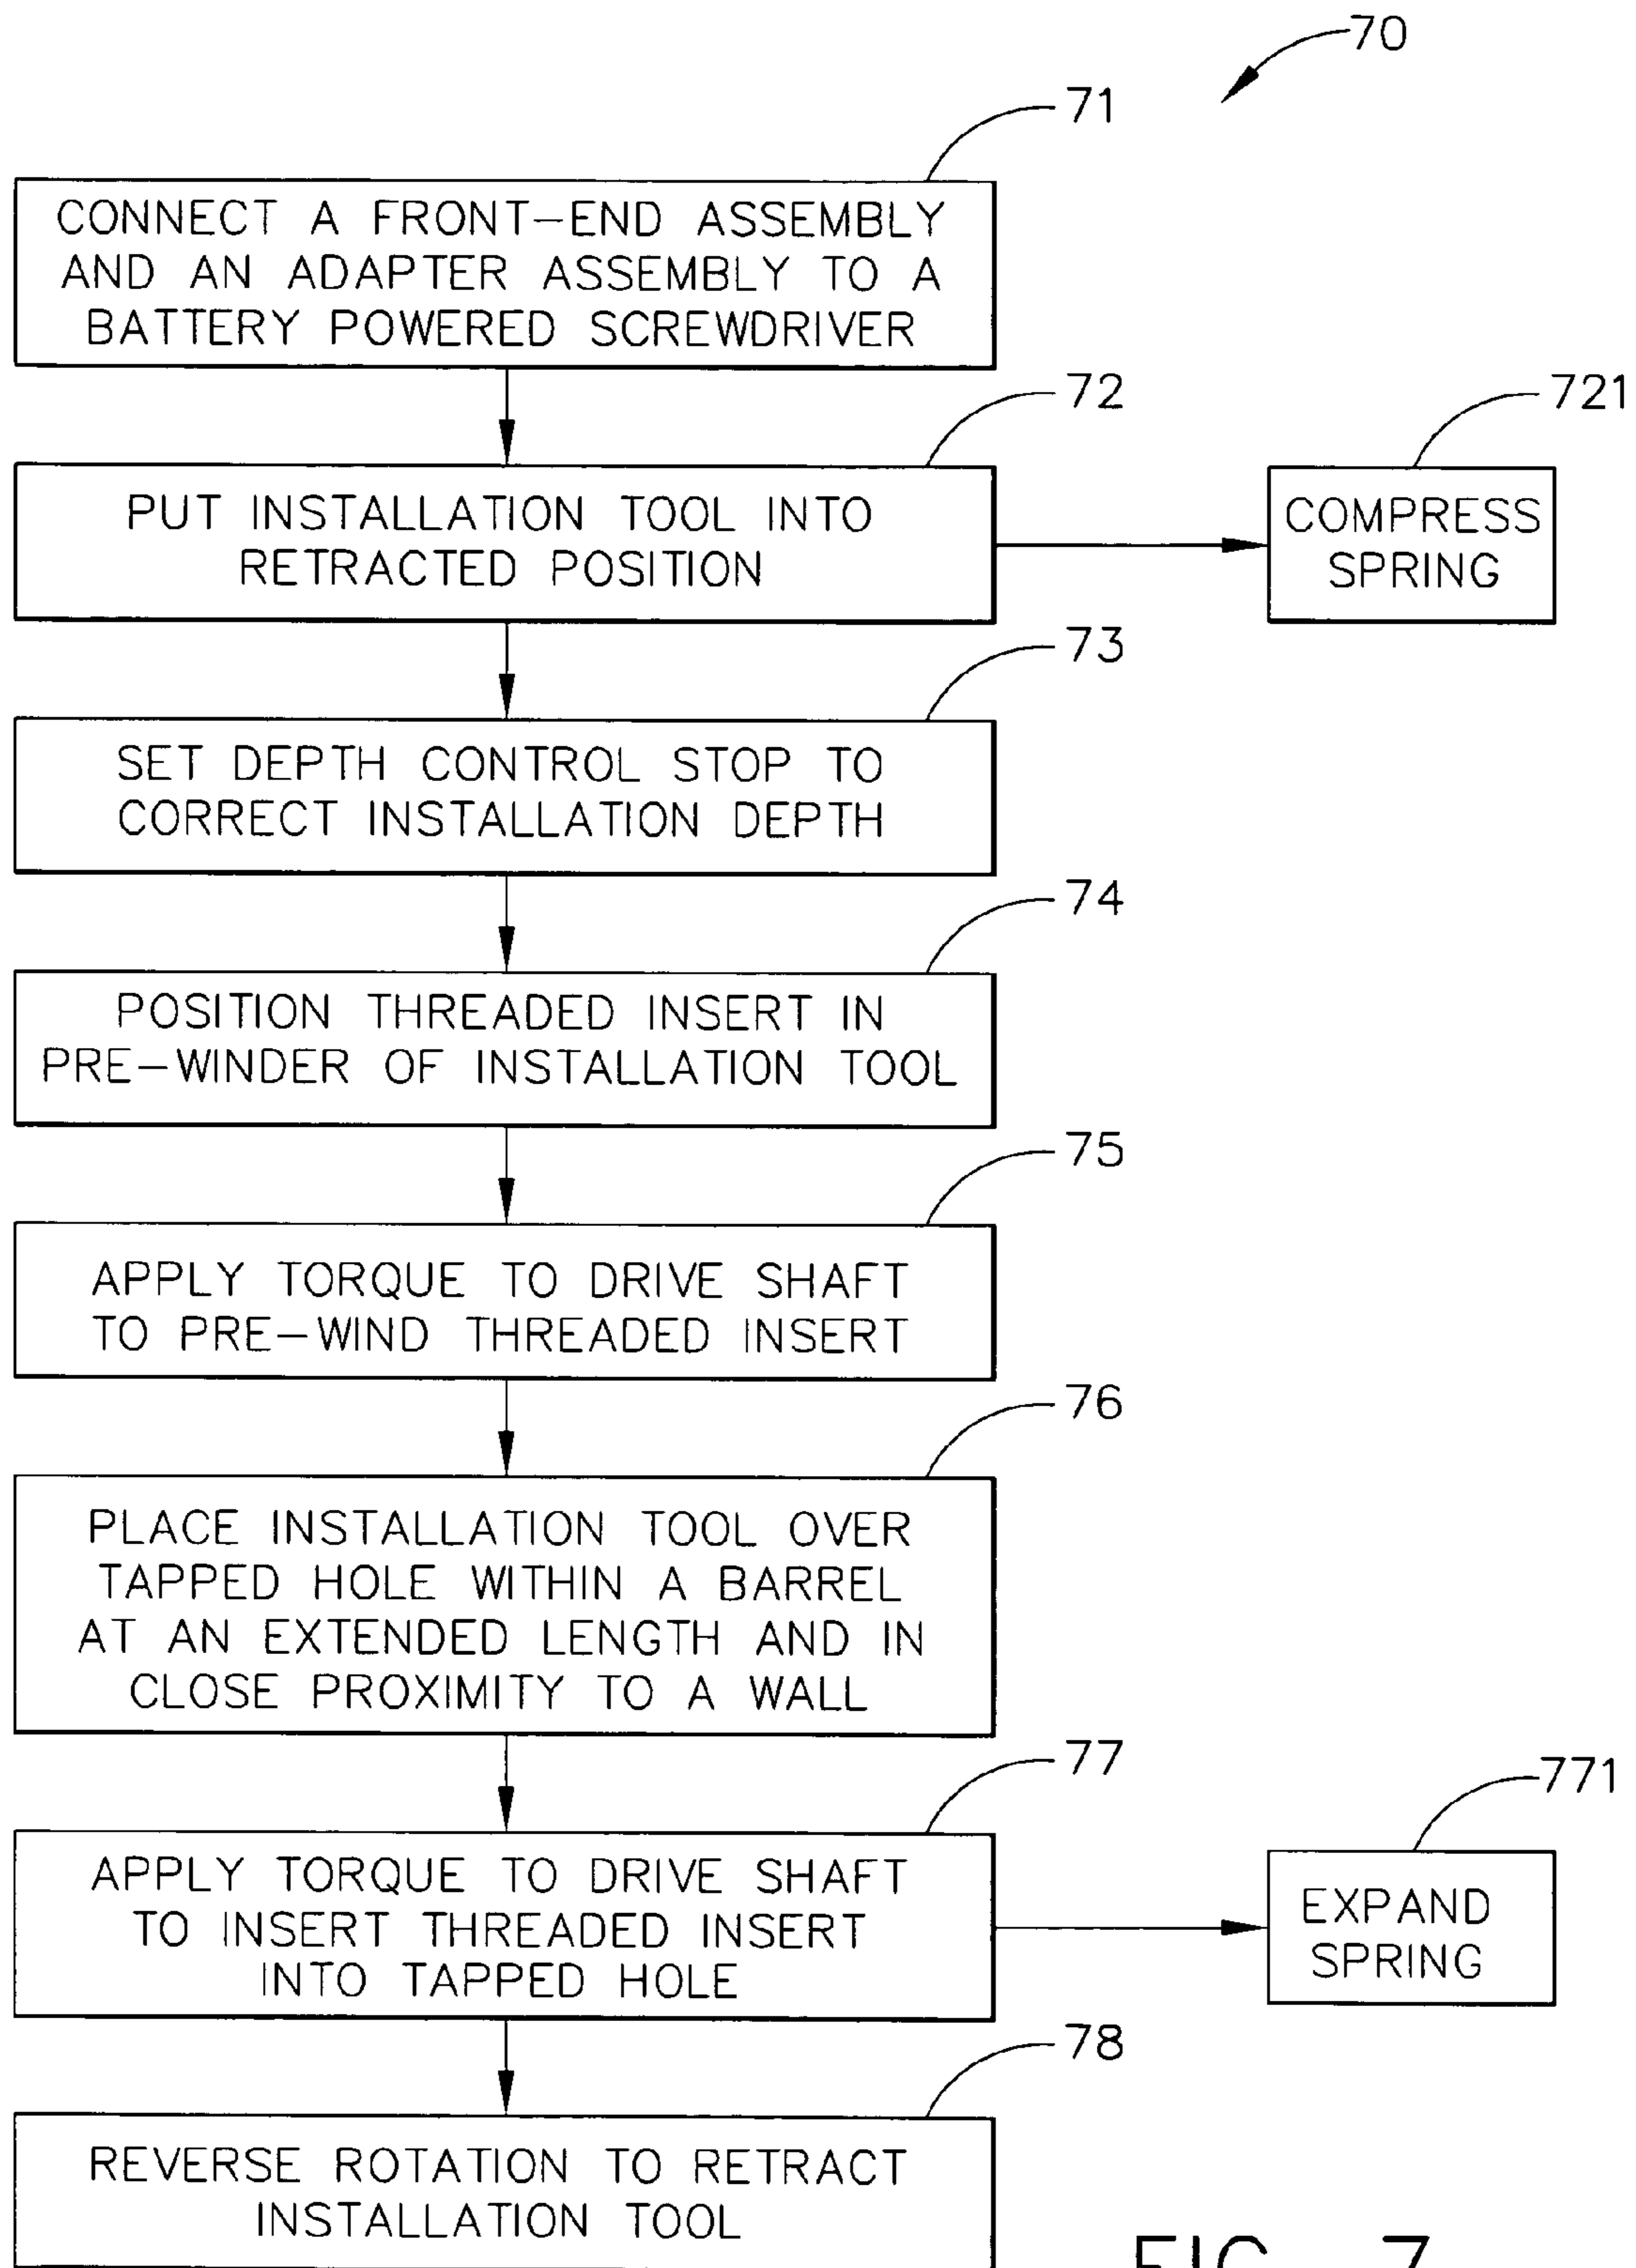 70
71
CONNECT A FRONT-END ASSEMBLY
AND AN ADAPTER ASSEMBLY TO A
BATTERY POWERED SCREWDRIVER
72
721
PUT INSTALLATION TOOL INTO
RETRACTED POSITION
COMPRESS
SPRING
73
SET DEPTH CONTROL STOP TO
CORRECT INSTALLATION DEPTH
74
POSITION THREADED INSERT IN
PRE-WINDER OF INSTALLATION TOOL
75
APPLY TORQUE TO DRIVE SHAFT
TO PRE-WIND THREADED INSERT
76
PLACE INSTALLATION TOOL OVER
TAPPED HOLE WITHIN A BARREL
AT AN EXTENDED LENGTH AND IN
CLOSE PROXIMITY TO A WALL
77
771
APPLY TORQUE TO DRIVE SHAFT
TO INSERT THREADED INSERT
INTO TAPPED HOLE
EXPAND
SPRING
78
REVERSE ROTATION TO RETRACT
INSTALLATION TOOL
FIG. 7